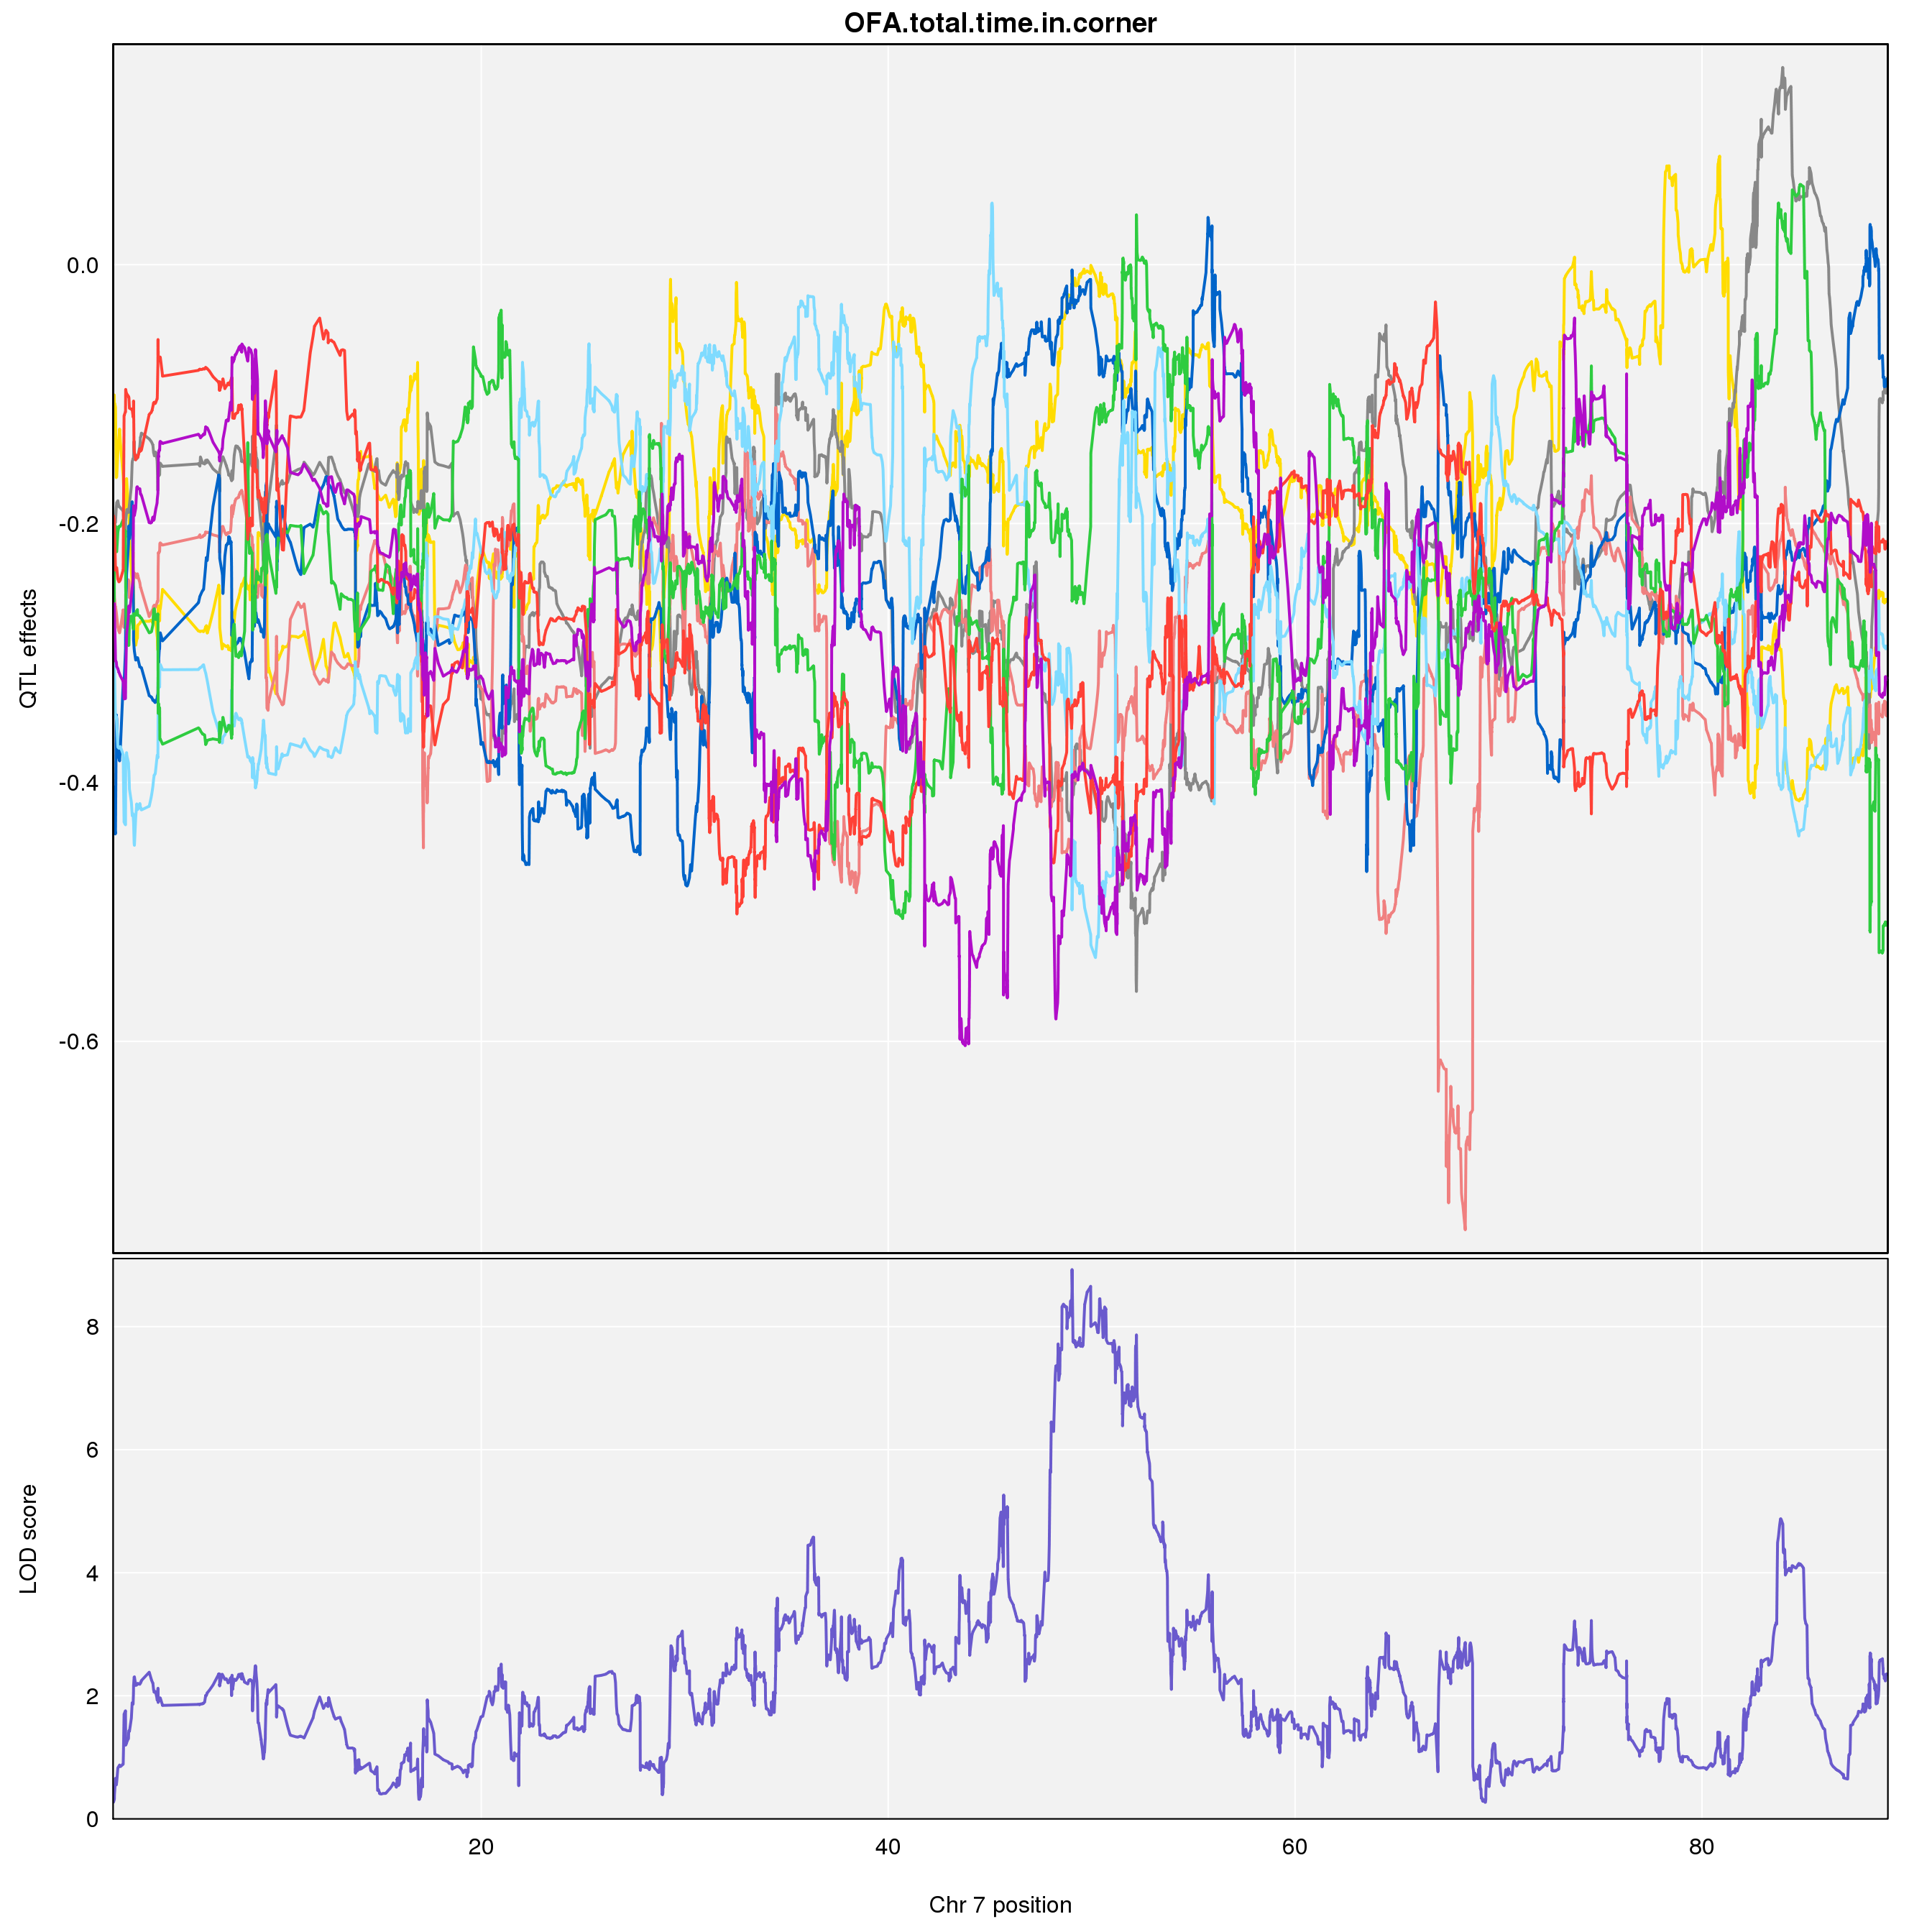 OFA.total.time.in.corner
QTL effects
0.0
-0.2
-0.4
-0.6
LOD score
8
6
4
2
0
20 40 60 80
Chr 7 position